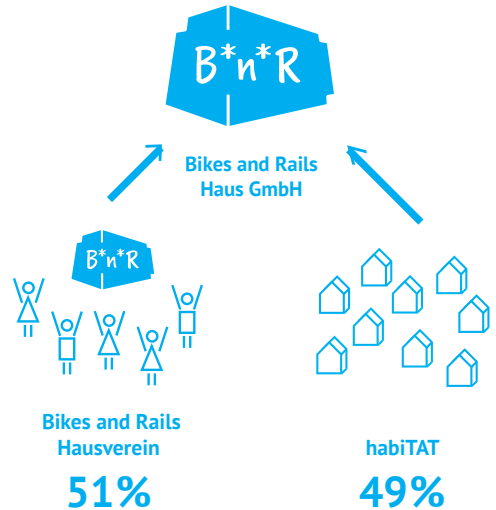 B*n*R
Bikes and Rails
Haus GmbH
B*n*R
Bikes and Rails
Hausverein
51%
habiTAT
49%